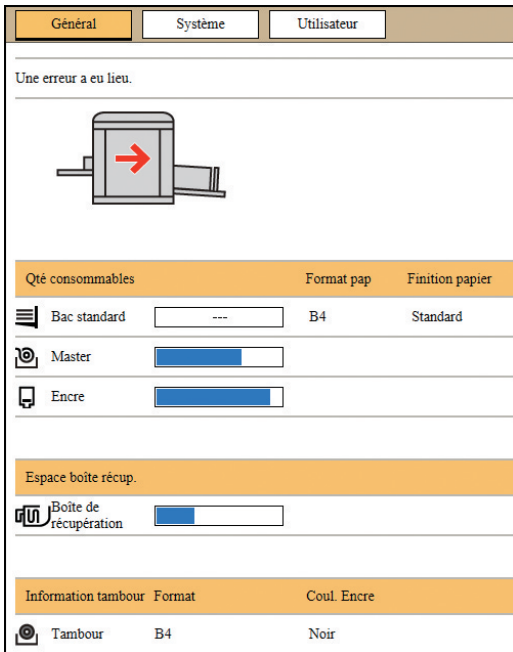 Général Système Utilisateur
Une erreur a eu lieu.
Qté consommables Format pap Finition papier
Bac standard --- B4 Standard
Master
Encre
Espace boîte récup.
Boîte de
récupération
Information tambour Format Coul. Encre
Tambour B4 Noir